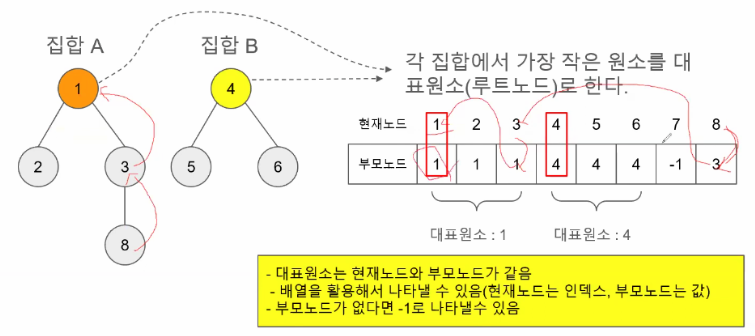 집합 A
집합 B
1
4
2
3
5
6
8
각 집합에서 가장 작은 원소를 대
표원소(루트노드)로 한다.
현재노드 1 2 3 4 5 6 7 8
부모노드 1 1 1 4 4 4 -1 3
대표원소 : 1
대표원소 : 4
- 대표원소는 현재노드와 부모노드가 같음
- 배열을 활용해서 나타낼 수 있음(현재노드는 인덱스, 부모노드는 값)
- 부모노드가 없다면 -1로 나타낼수 있음